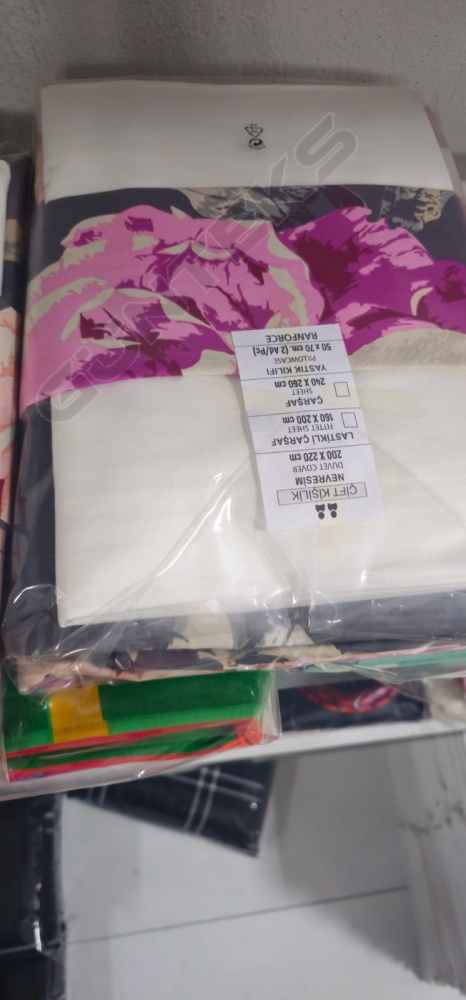 ÇİFT KİŞİLİK
NEVRESİM
DUVET COVER
200 X 220 cm
LASTİKLİ ÇARŞAF
FITTET SHEET
160 X 200 cm
ÇARŞAF
SHEET
240 X 260 cm
YASTIK KILIFI
PILLOWCASE
50 x 70 cm. (2 Ad/Pc)
RANFORCE